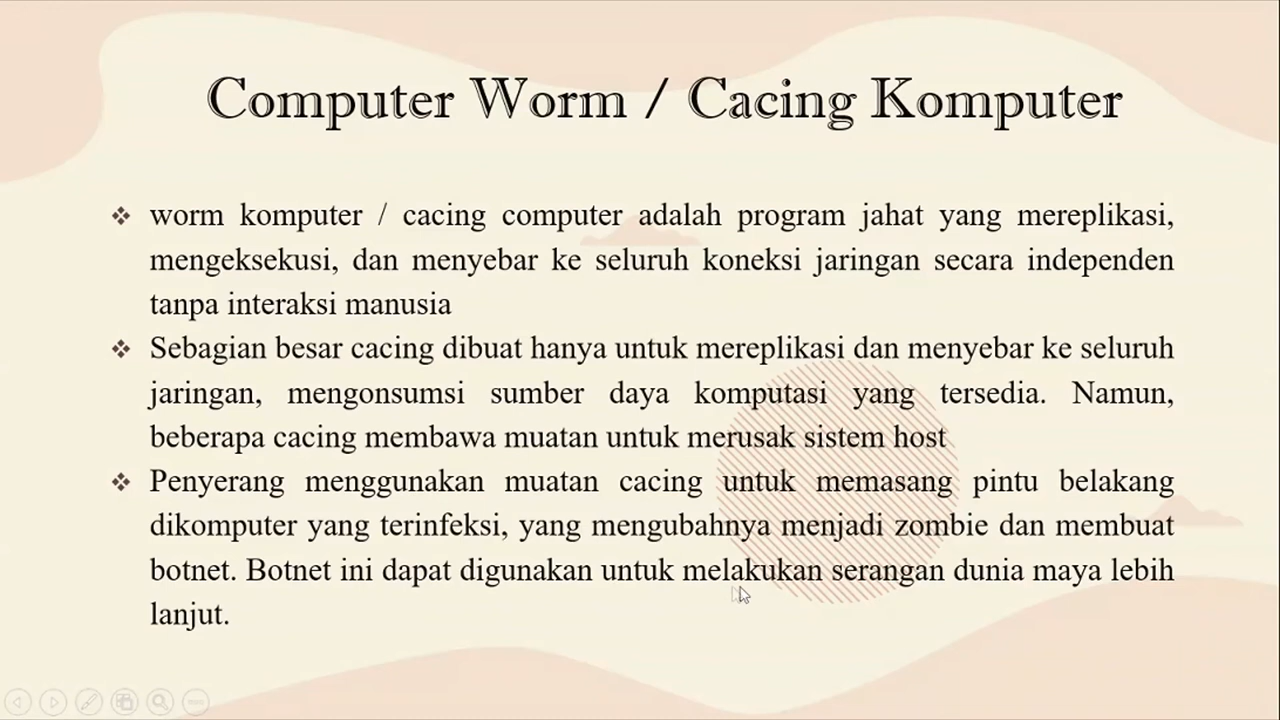 Computer Worm / Cacing Komputer
worm komputer / cacing computer adalah program jahat yang mereplikasi,
mengeksekusi, dan menyebar ke seluruh koneksi jaringan secara independen
tanpa interaksi manusia
Sebagian besar cacing dibuat hanya untuk mereplikasi dan menyebar ke seluruh
jaringan, mengonsumsi sumber daya komputasi yang tersedia. Namun,
beberapa cacing membawa muatan untuk merusak sistem host
Penyerang menggunakan muatan cacing untuk memasang pintu belakang
dikomputer yang terinfeksi, yang mengubahnya menjadi zombie dan membuat
botnet. Botnet ini dapat digunakan untuk melakukan serangan dunia maya lebih
lanjut.